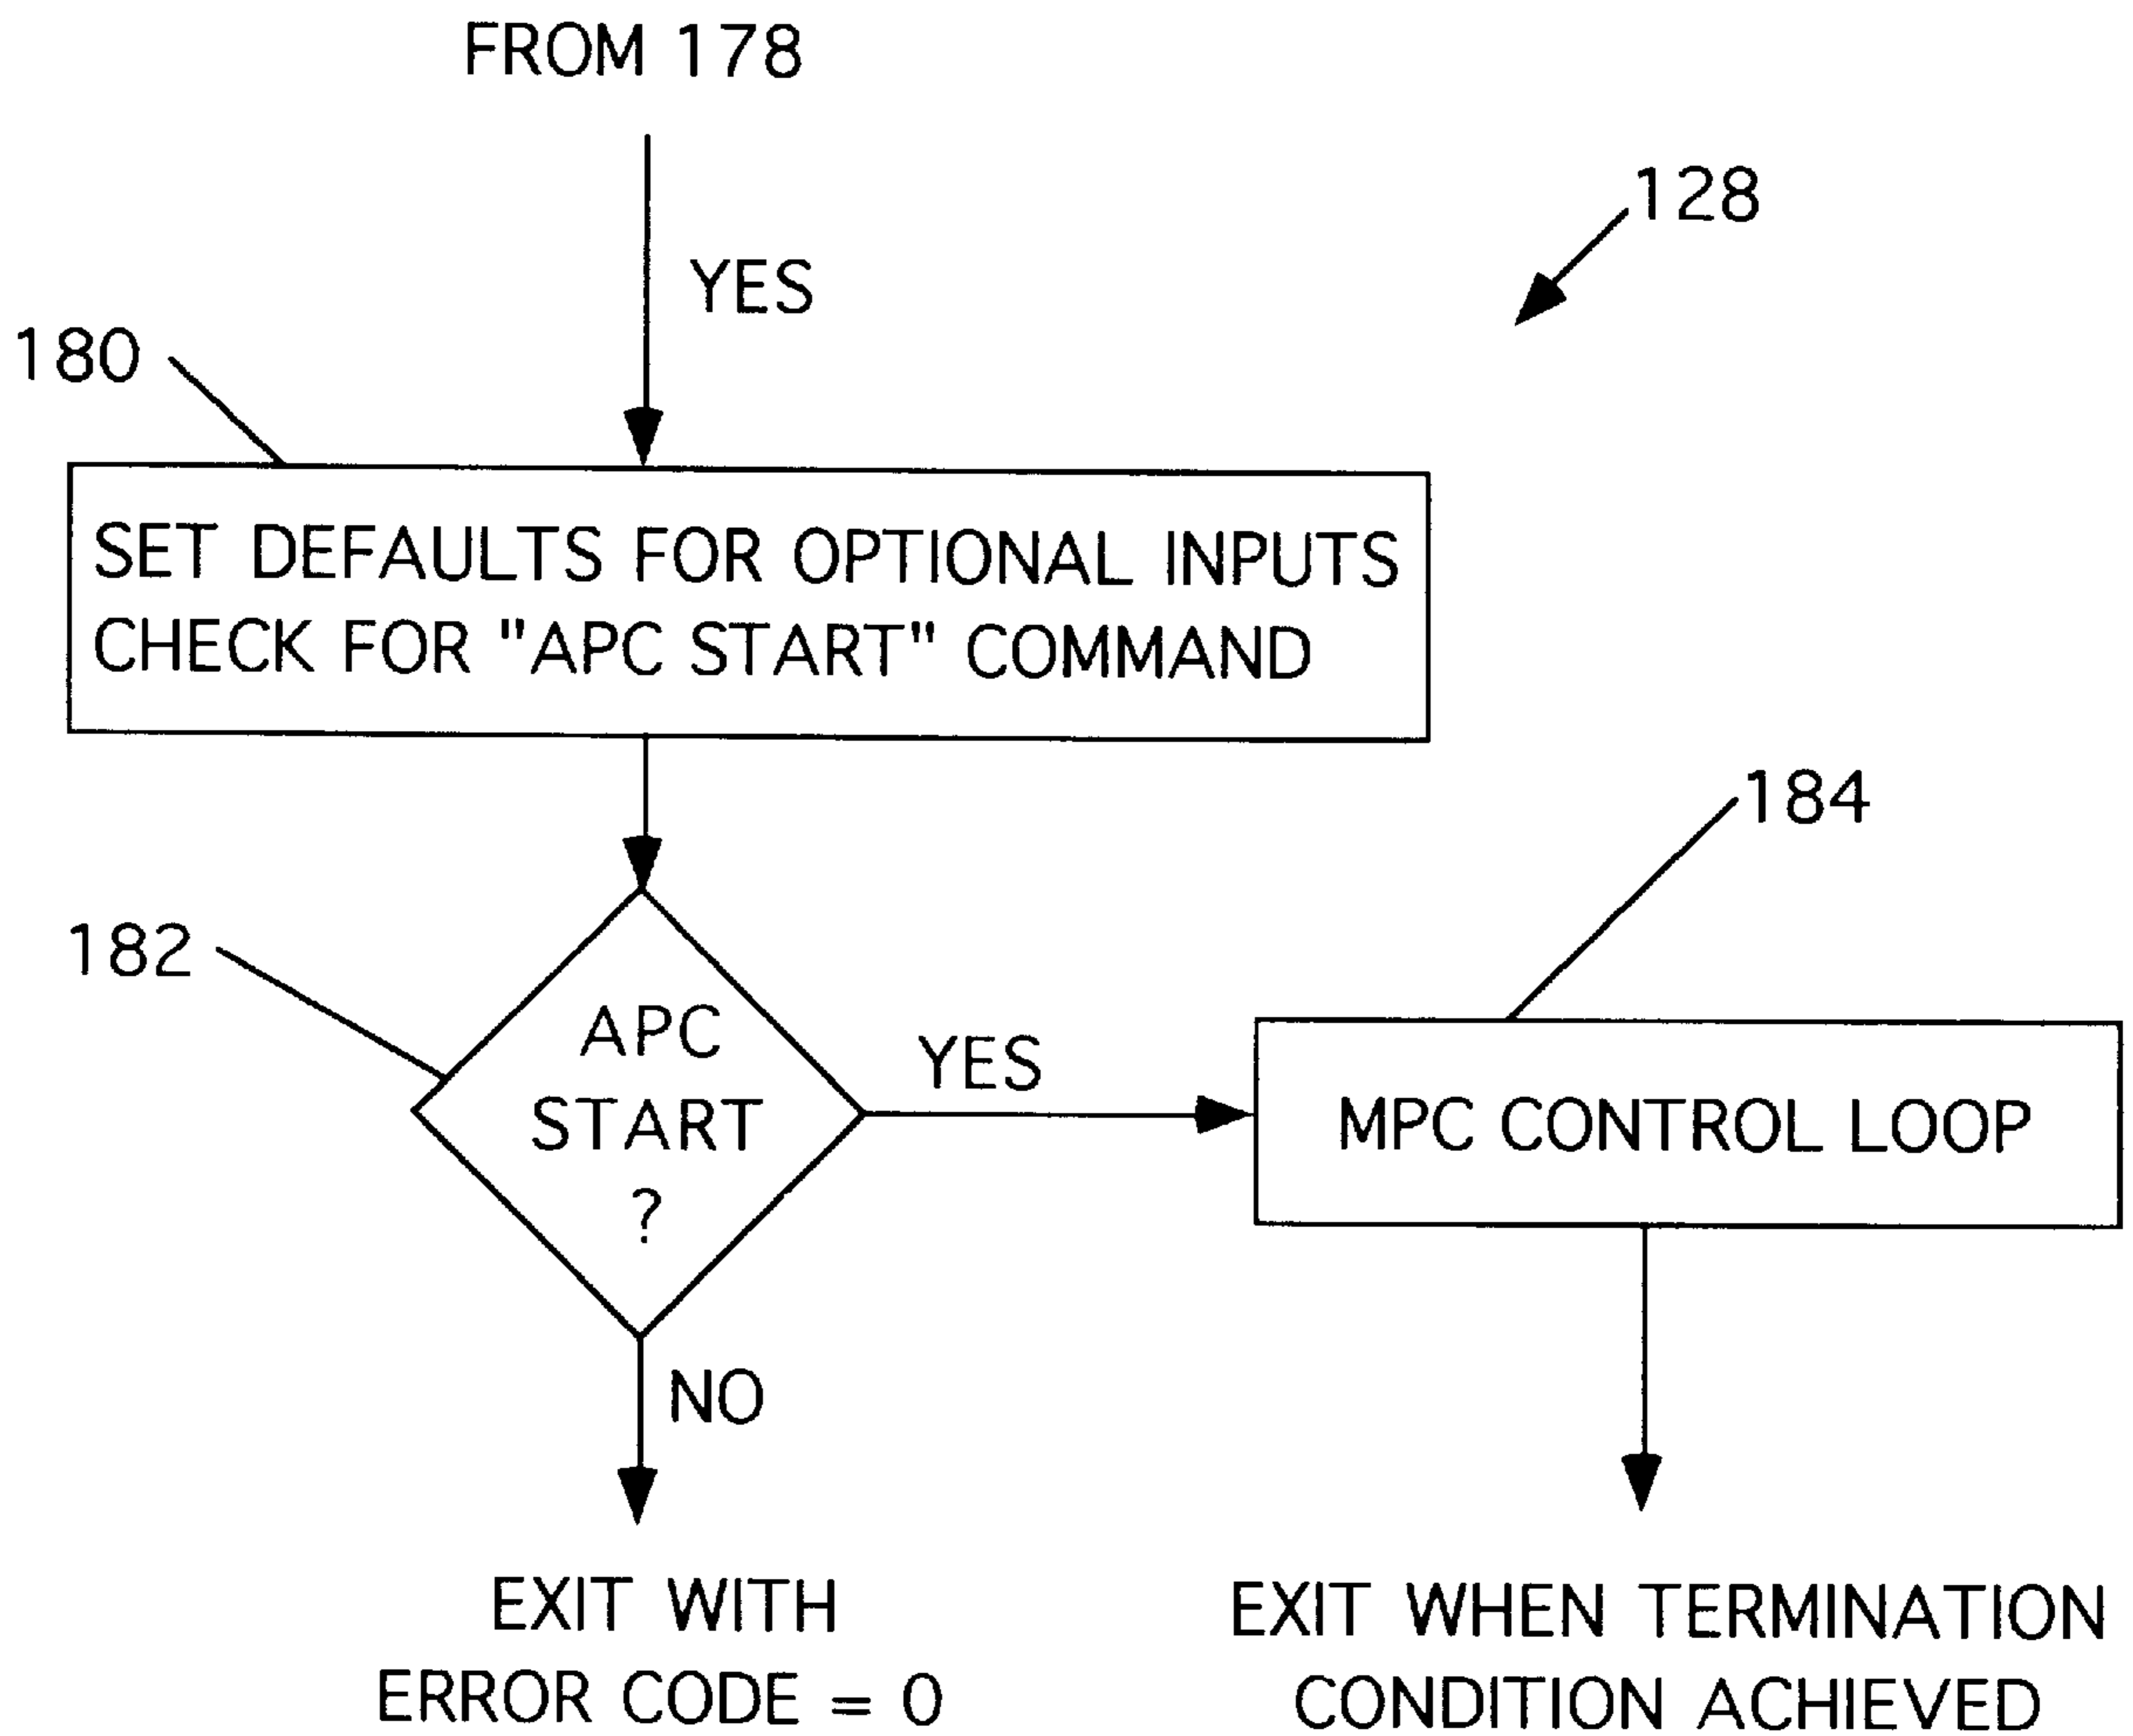 FROM 178
128
YES
180
SET DEFAULTS FOR OPTIONAL INPUTS
CHECK FOR "APC START" COMMAND
184
182
APC
START
?
YES
MPC CONTROL LOOP
NO
EXIT WITH
ERROR CODE = 0
EXIT WHEN TERMINATION
CONDITION ACHIEVED